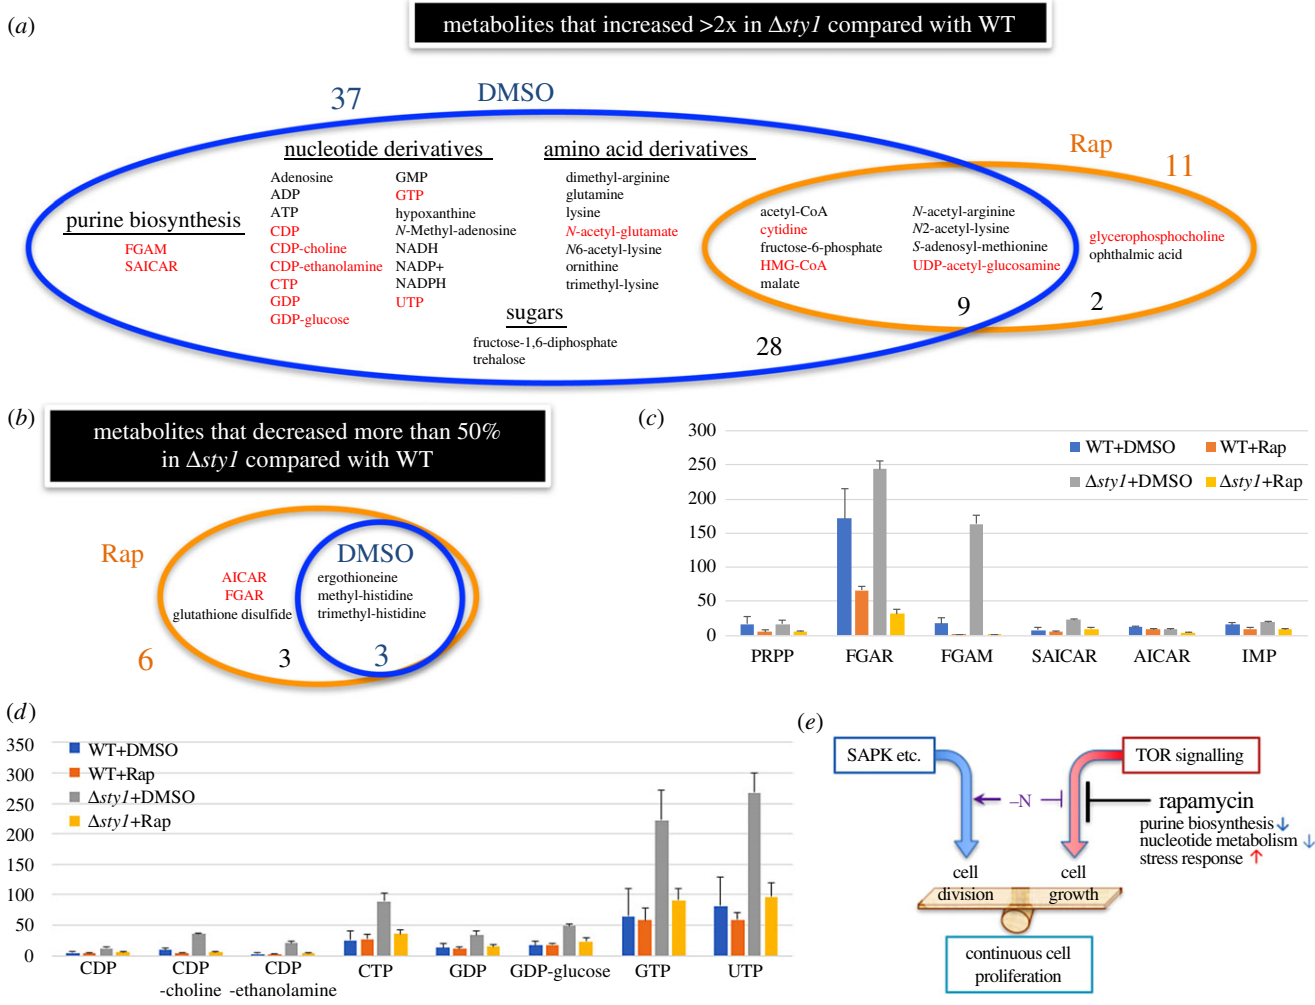 (a)
metabolites that increased >2x in Δsty1 compared with WT
37
DMSO
Rap
11
purine biosynthesis
FGAM
SAICAR
nucleotide derivatives
Adenosine
ADP
ATP
CDP
CDP-choline
CDP-ethanolamine
CTP
GDP
GDP-glucose
GMP
GTP
hypoxanthine
N-Methyl-adenosine
NADH
NADP+
NADPH
UTP
amino acid derivatives
dimethyl-arginine
glutamine
lysine
N-acetyl-glutamate
N6-acetyl-lysine
ornithine
trimethyl-lysine
sugars
fructose-1,6-diphosphate
trehalose
28
acetyl-CoA
cytidine
fructose-6-phosphate
HMG-CoA
malate
N-acetyl-arginine
N2-acetyl-lysine
S-adenosyl-methionine
UDP-acetyl-glucosamine
9
glycerophosphocholine
ophthalmic acid
2
(b)
metabolites that decreased more than 50%
in Δsty1 compared with WT
Rap
6
AICAR
FGAR
glutathione disulfide
3
DMSO
ergothioneine
methyl-histidine
trimethyl-histidine
3
(c)
300
250
200
150
100
50
0
WT+DMSO
WT+Rap
Δsty1+DMSO
Δsty1+Rap
PRPP
FGAR
FGAM
SAICAR
AICAR
IMP
(d)
350
300
250
200
150
100
50
0
WT+DMSO
WT+Rap
Δsty1+DMSO
Δsty1+Rap
CDP
CDP
-choline
CDP
-ethanolamine
CTP
GDP
GDP-glucose
GTP
UTP
(e)
SAPK etc.
TOR signalling
–N
rapamycin
purine biosynthesis↓
nucleotide metabolism ↓
stress response ↑
cell
division
cell
growth
continuous cell
proliferation